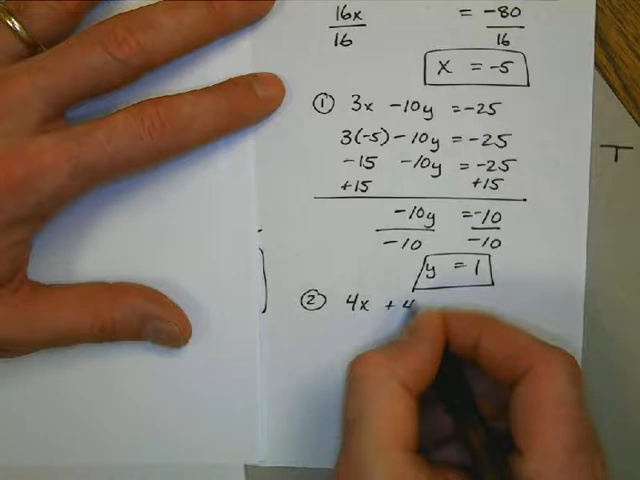 16x = -80
16 16
x = -5
① 3x -10y = -25
3(-5) - 10y = -25
-15 -10y = -25
+15 +15
-10y = -10
-10 -10
y = 1
② 4x + 4